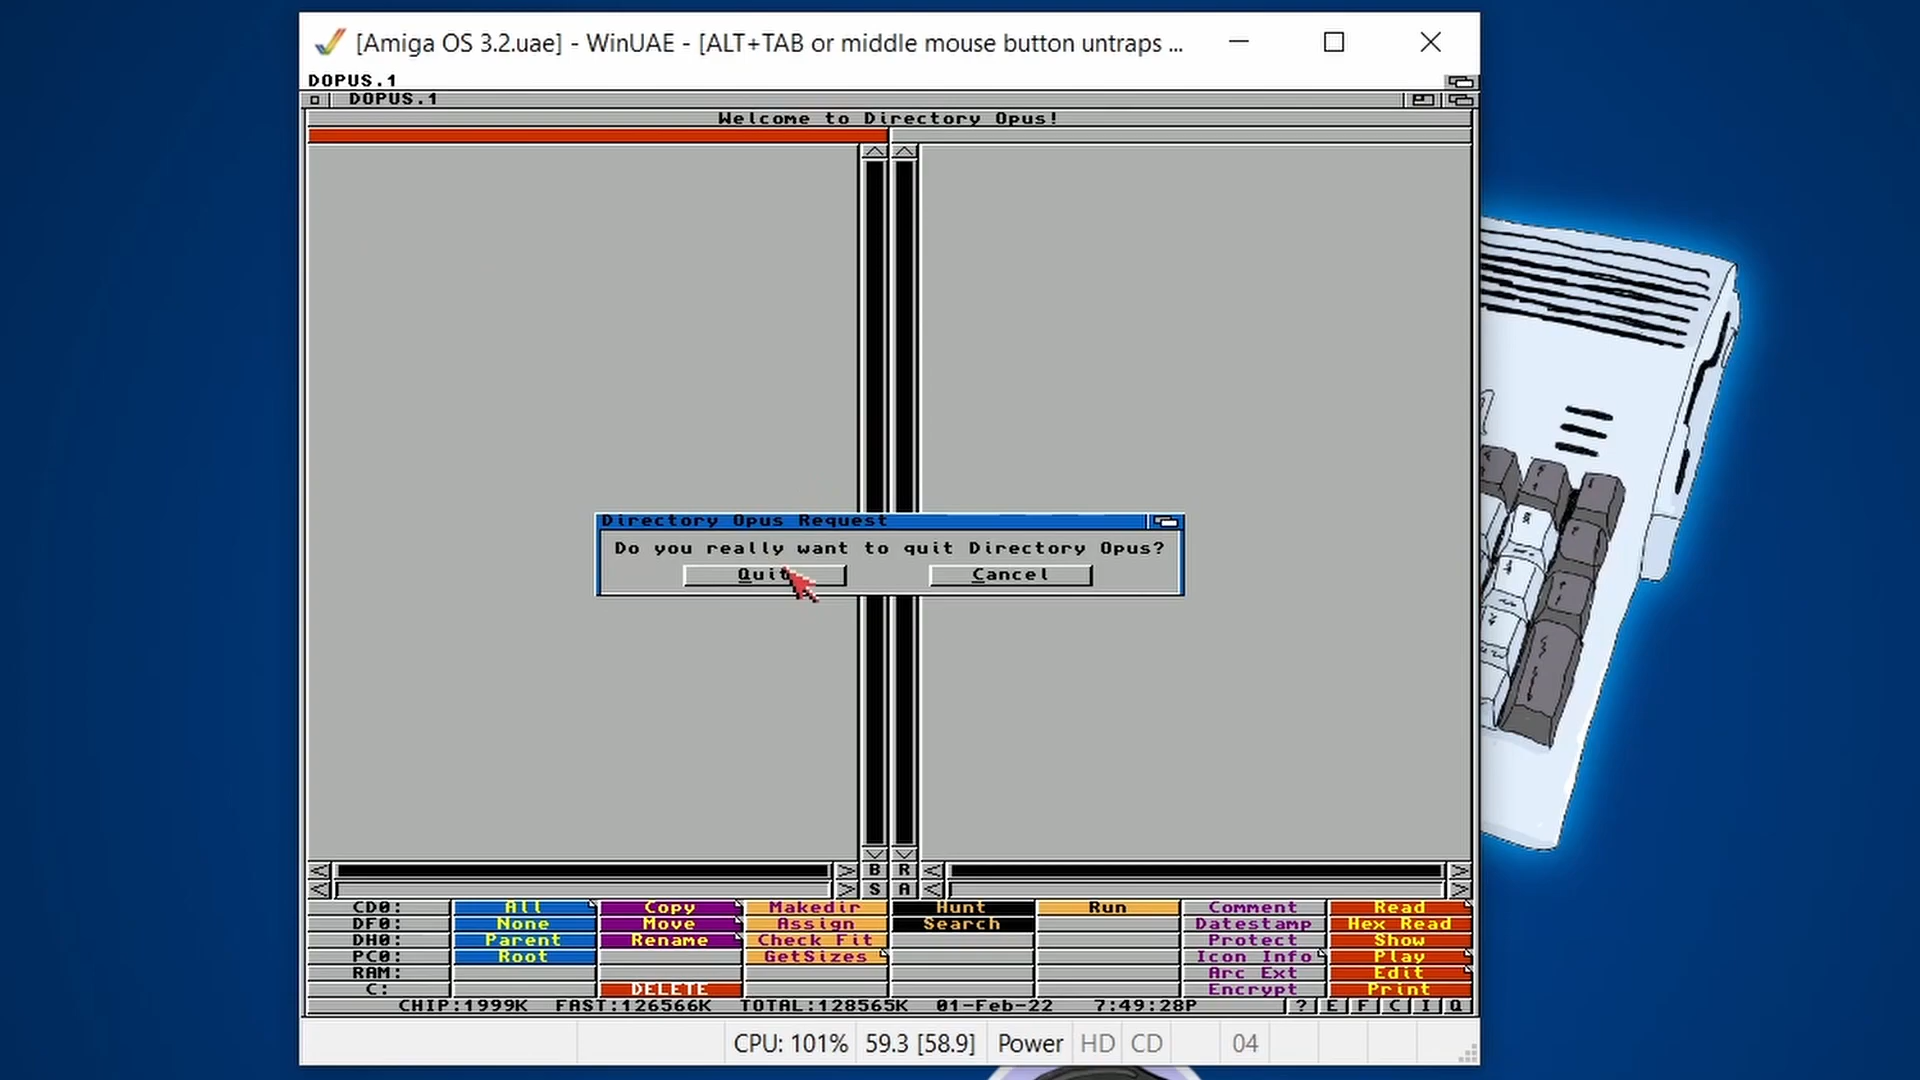 [Amiga OS 3.2.uae] - WinUAE - [ALT+TAB or middle mouse button untraps ...
DOPUS.1
DOPUS.1
Welcome to Directory Opus!
Directory Opus Request
Do you really want to quit Directory Opus?
Quit Cancel
B R
S A
CD0: All Copy Makedir Hunt Run Comment Read
DF0: None Move Assign Search Datestamp Hex Read
DH0: Parent Rename Check Fit Protect Show
PC0: Root GetSizes Icon Info Play
RAM: Arc Ext Edit
C: DELETE Encrypt Print
CHIP:1999K FAST:126566K TOTAL:128565K 01-Feb-22 7:49:28P ? E F C I Q
CPU: 101% 59.3 [58.9] Power HD CD 04